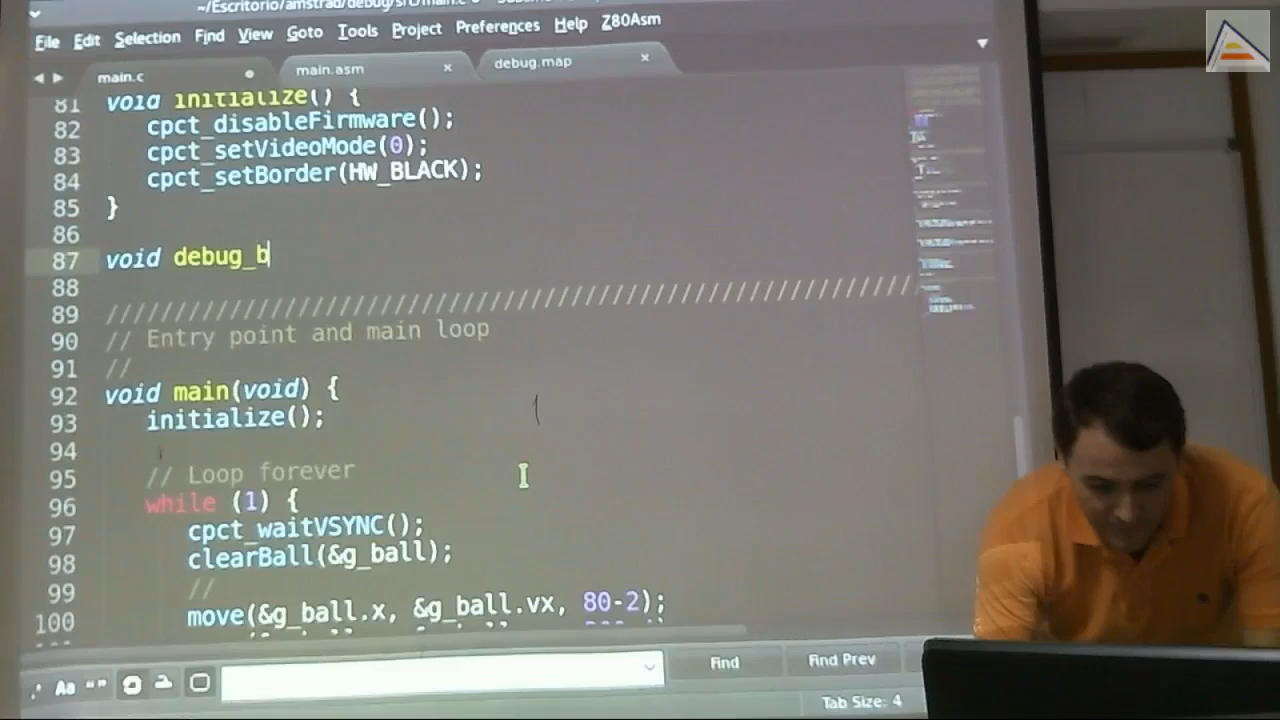 ~/Escritorio/amstrad/debug/src/main.c
File Edit Selection Find View Goto Tools Project Preferences Help Z80Asm
main.c main.asm debug.map
81 void initialize() {
82 cpct_disableFirmware();
83 cpct_setVideoMode(0);
84 cpct_setBorder(HW_BLACK);
85 }
86
87 void debug_b
88
89 ///////////////////////////////////////////////////////////
90 // Entry point and main loop
91 //
92 void main(void) {
93 initialize();
94
95 // Loop forever
96 while (1) {
97 cpct_waitVSYNC();
98 clearBall(&g_ball);
99 //
100 move(&g_ball.x, &g_ball.vx, 80-2);
Aa “” Find Find Prev
Tab Size: 4